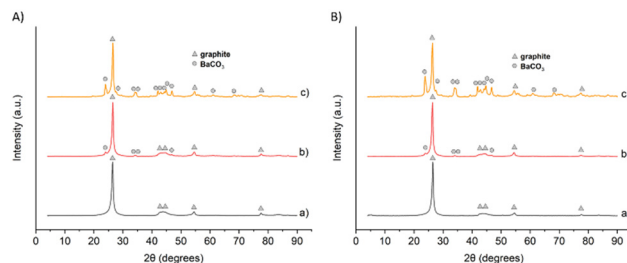 A)
graphite
BaCO₃
c)
b)
a)
Intensity (a.u.)
0 10 20 30 40 50 60 70 80 90
2θ (degrees)
B)
graphite
BaCO₃
c)
b)
a
Intensity (a.u.)
0 10 20 30 40 50 60 70 80 90
2θ (degrees)